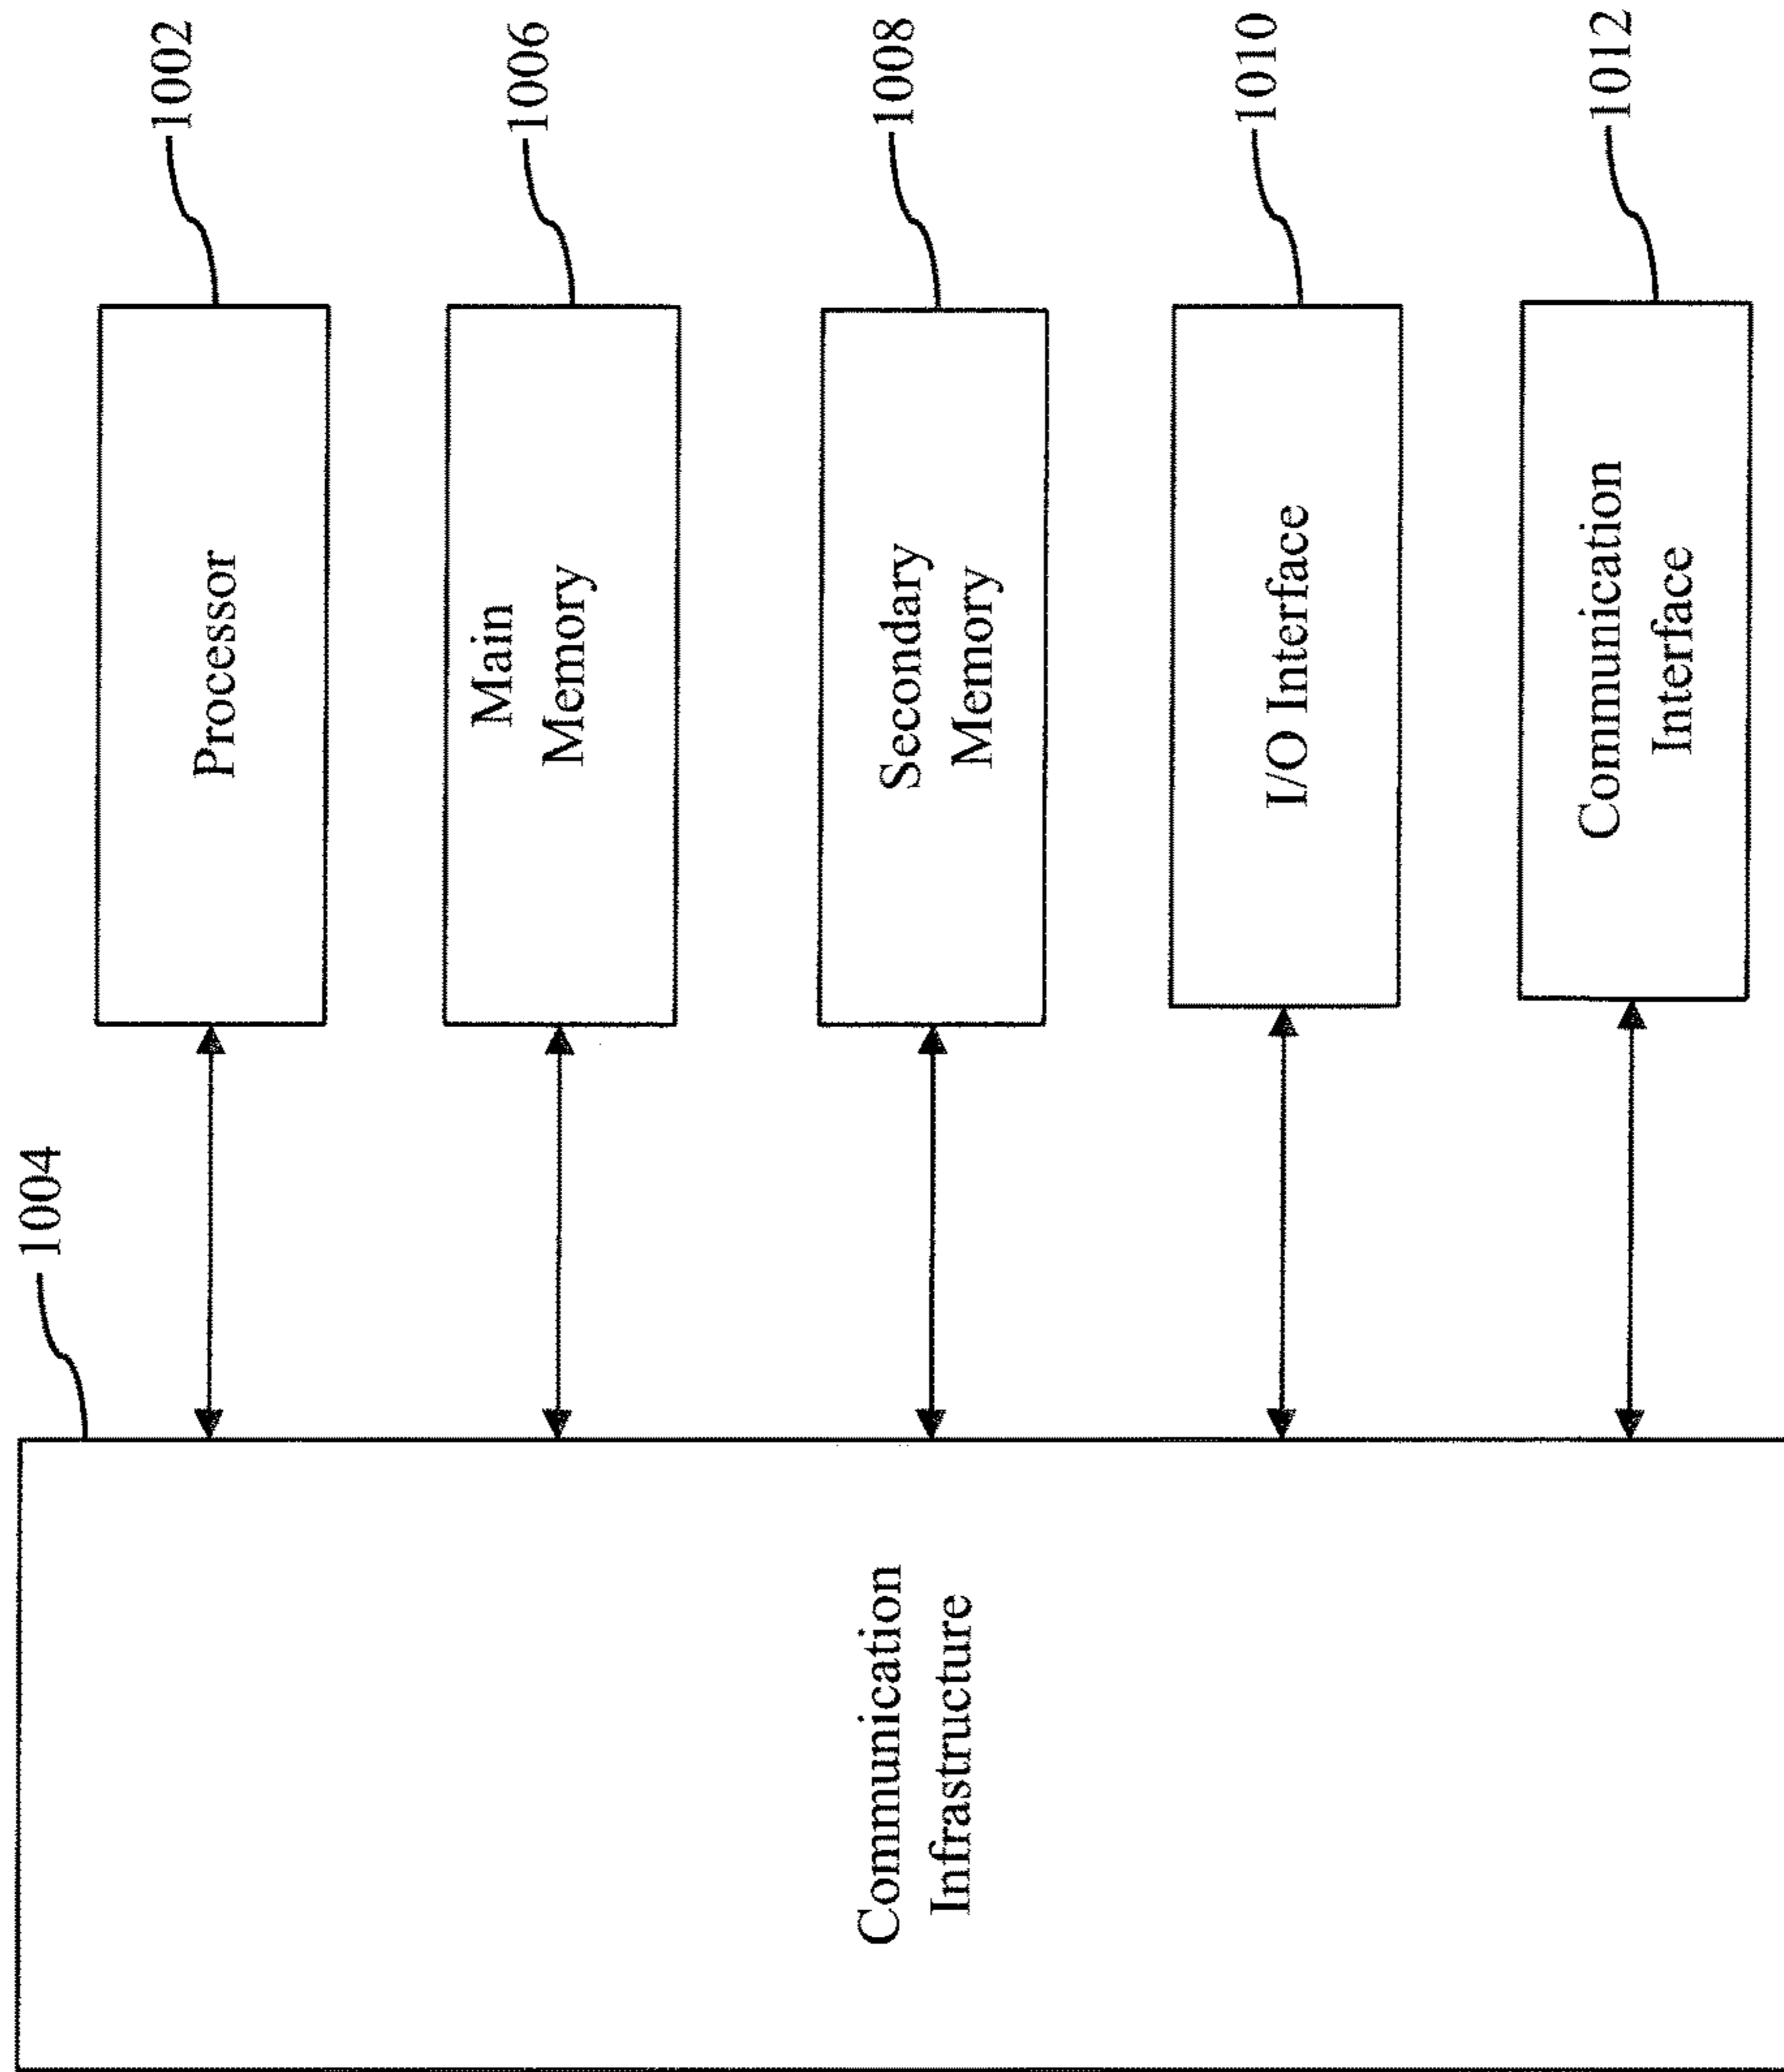 1004
Communication
Infrastructure
Processor
1002
Main
Memory
1006
Secondary
Memory
1008
I/O Interface
1010
Communication
Interface
1012